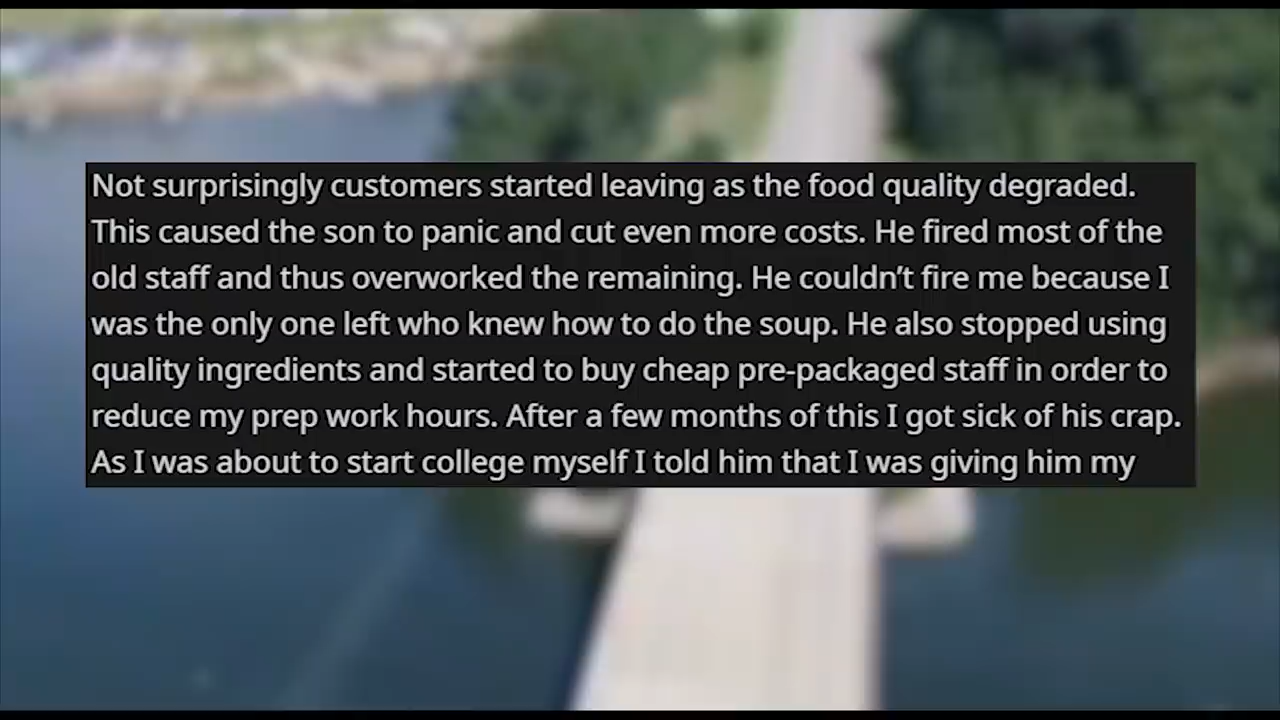 Not surprisingly customers started leaving as the food quality degraded.
This caused the son to panic and cut even more costs. He fired most of the
old staff and thus overworked the remaining. He couldn’t fire me because I
was the only one left who knew how to do the soup. He also stopped using
quality ingredients and started to buy cheap pre-packaged staff in order to
reduce my prep work hours. After a few months of this I got sick of his crap.
As I was about to start college myself I told him that I was giving him my